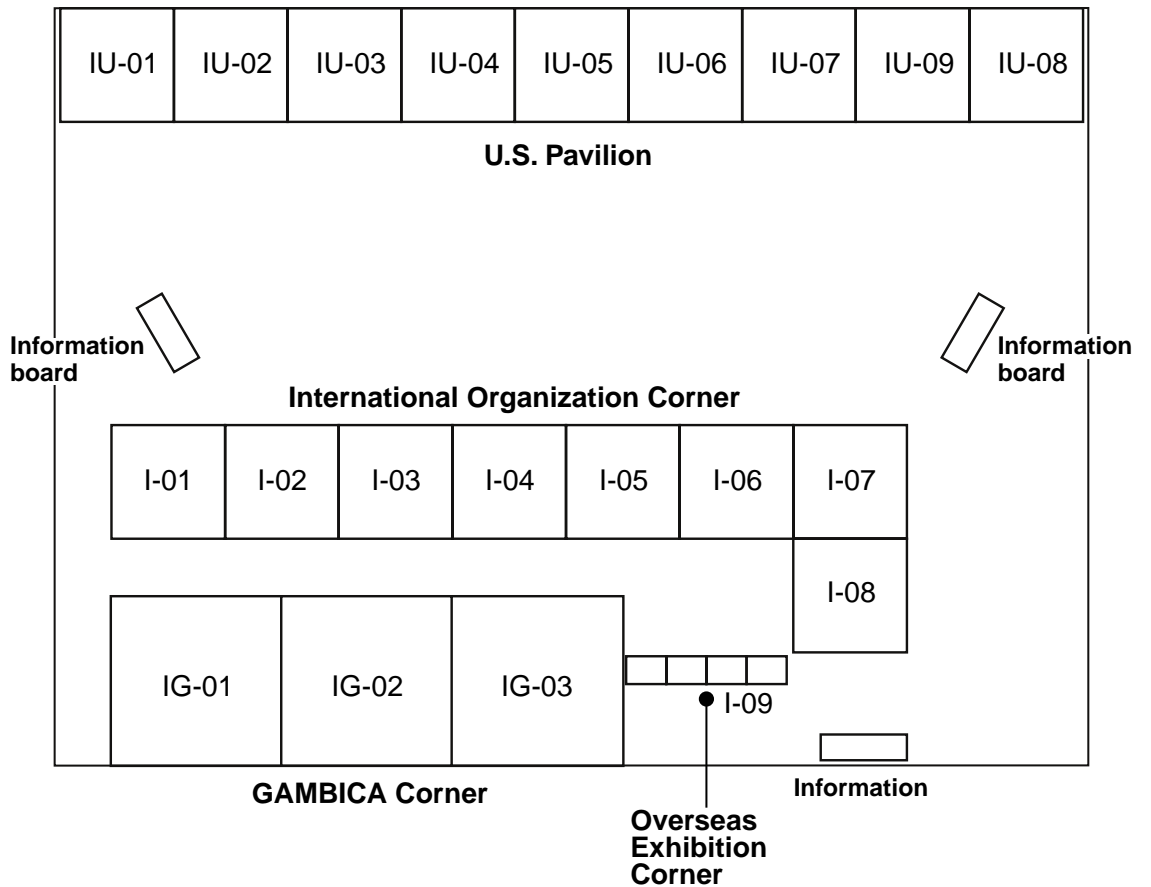 IU-01 IU-02 IU-03 IU-04 IU-05 IU-06 IU-07 IU-09 IU-08
U.S. Pavilion
Information
board
Information
board
International Organization Corner
I-01 I-02 I-03 I-04 I-05 I-06 I-07
I-08
IG-01 IG-02 IG-03
I-09
GAMBICA Corner
Information
Overseas
Exhibition
Corner